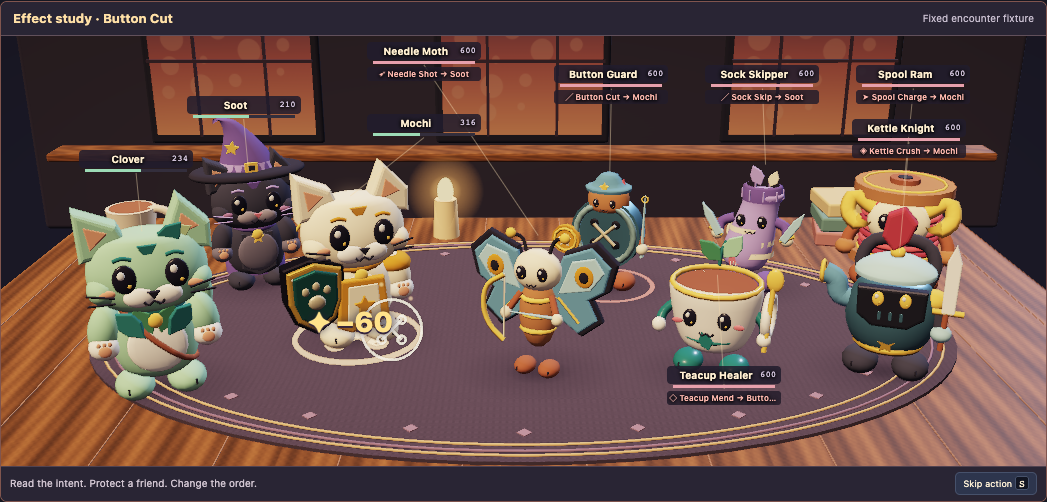 Effect study · Button Cut
Fixed encounter fixture
Needle Moth 600
Needle Shot → Soot
Button Guard 600
Button Cut → Mochi
Sock Skipper 600
Sock Skip → Soot
Spool Ram 600
Spool Charge → Mochi
Soot 210
Mochi 316
Kettle Knight 600
Kettle Crush → Mochi
Clover 234
−60
Teacup Healer 600
Teacup Mend → Butto...
Read the intent. Protect a friend. Change the order.
Skip action S